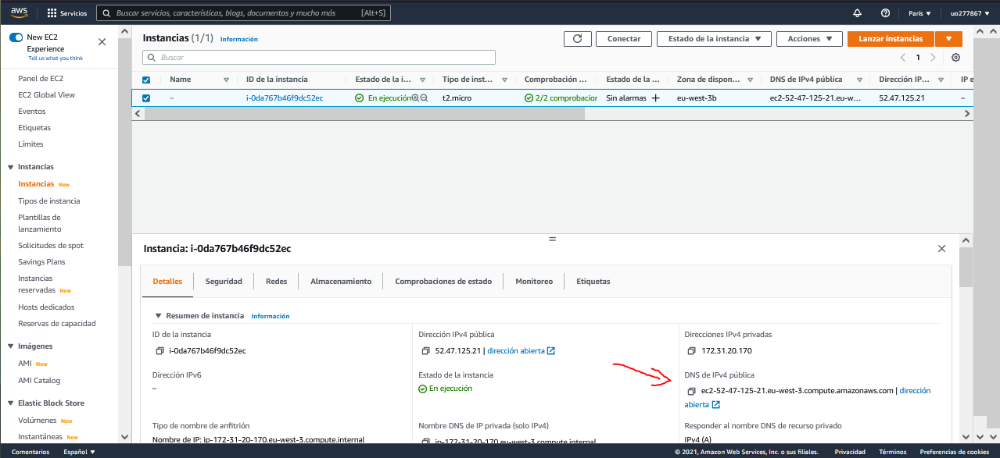 aws Servicios Buscar servicios, características, blogs, documentos y mucho más [Alt+S] París ▼ uo277867 ▼
New EC2
Experience
Tell us what you think
Panel de EC2
EC2 Global View
Eventos
Etiquetas
Límites
Instancias
Instancias New
Tipos de instancia
Plantillas de
lanzamiento
Solicitudes de spot
Savings Plans
Instancias
reservadas New
Hosts dedicados
Reservas de capacidad
Imágenes
AMI New
AMI Catalog
Elastic Block Store
Volúmenes New
Instantáneas New
Instancias (1/1) Información
Conectar Estado de la instancia ▼ Acciones ▼ Lanzar instancias ▼
Buscar
1
Name ID de la instancia Estado de la i... Tipo de inst... Comprobación ... Estado de la ... Zona de dispon... DNS de IPv4 pública Dirección IP... IP e
– i-0da767b46f9dc52ec En ejecución t2.micro 2/2 comprobacior Sin alarmas + eu-west-3b ec2-52-47-125-21.eu-w... 52.47.125.21 –
Instancia: i-0da767b46f9dc52ec
Detalles Seguridad Redes Almacenamiento Comprobaciones de estado Monitoreo Etiquetas
▼ Resumen de instancia Información
ID de la instancia
i-0da767b46f9dc52ec
Dirección IPv4 pública
52.47.125.21 | dirección abierta
Direcciones IPv4 privadas
172.31.20.170
Dirección IPv6
–
Estado de la instancia
En ejecución
DNS de IPv4 pública
ec2-52-47-125-21.eu-west-3.compute.amazonaws.com | dirección
abierta
Tipo de nombre de anfitrión
Nombre de IP: ip-172-31-20-170.eu-west-3.compute.internal
Nombre DNS de IP privada (solo IPv4)
ip-172-31-20-170.eu-west-3.compute.internal
Responder al nombre DNS de recurso privado
IPv4 (A)
Comentarios Español ▼ © 2021, Amazon Web Services, Inc. o sus filiales. Privacidad Términos Preferencias de cookies